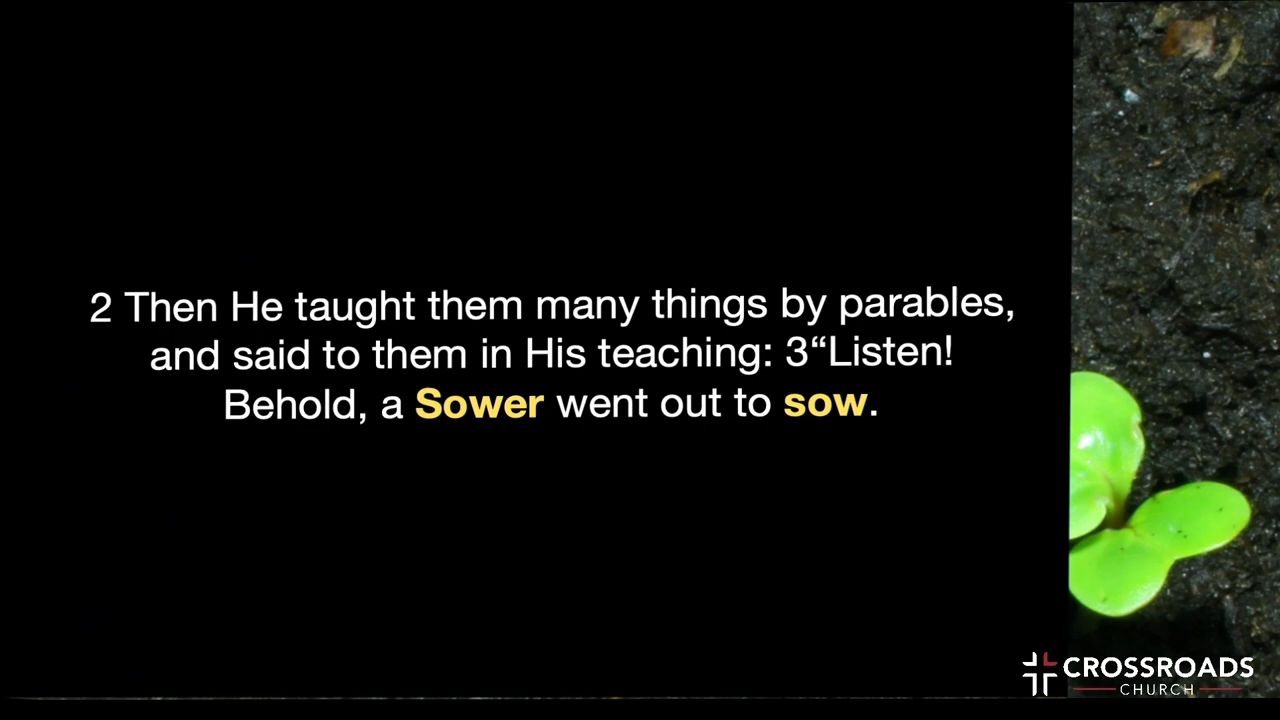 2 Then He taught them many things by parables,
and said to them in His teaching: 3“Listen!
Behold, a Sower went out to sow.
CROSSROADS
CHURCH